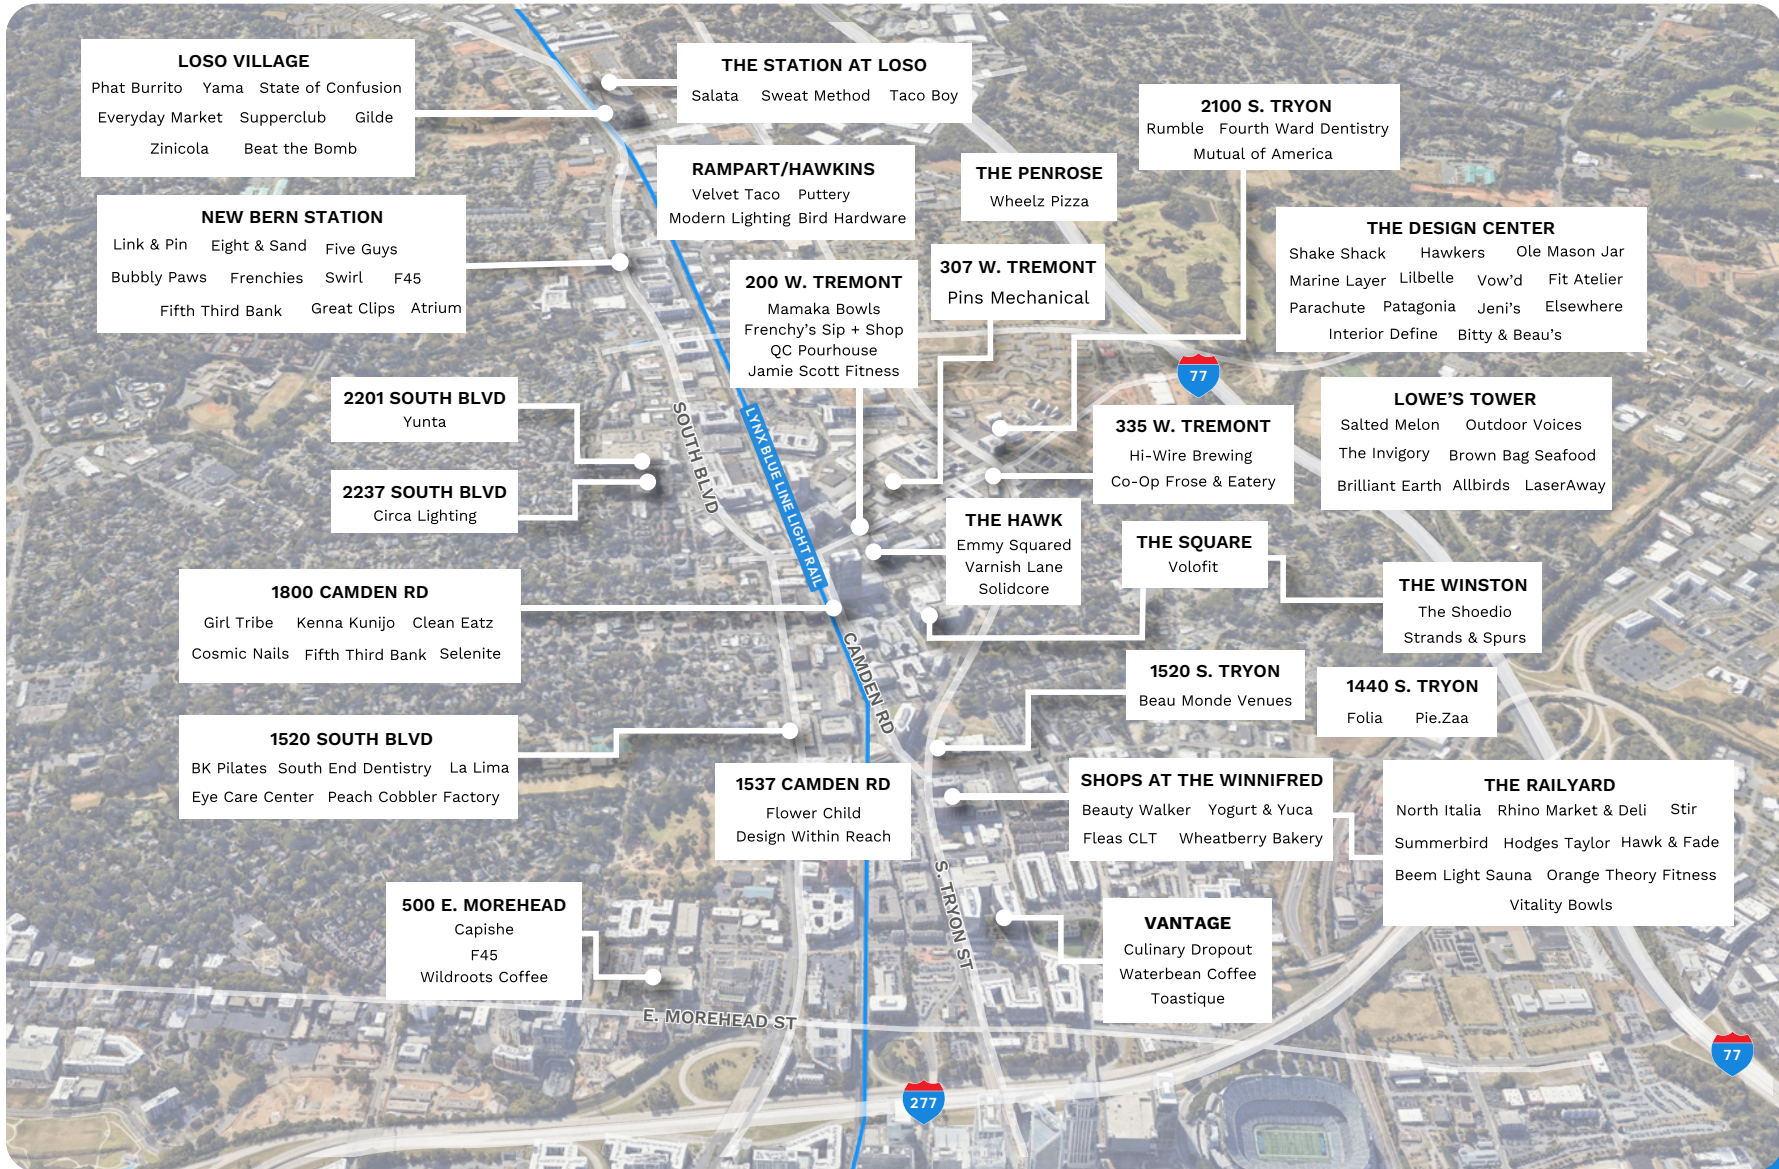 LOSO VILLAGE
Phat Burrito Yama State of Confusion
Everyday Market Supperclub Gilde
Zinicola Beat the Bomb
THE STATION AT LOSO
Salata Sweat Method Taco Boy
2100 S. TRYON
Rumble Fourth Ward Dentistry
Mutual of America
RAMPART/HAWKINS
Velvet Taco Puttery
Modern Lighting Bird Hardware
THE PENROSE
Wheelz Pizza
NEW BERN STATION
Link & Pin Eight & Sand Five Guys
Bubbly Paws Frenchies Swirl F45
Fifth Third Bank Great Clips Atrium
THE DESIGN CENTER
Shake Shack Hawkers Ole Mason Jar
Marine Layer Lilbelle Vow'd Fit Atelier
Parachute Patagonia Jeni's Elsewhere
Interior Define Bitty & Beau's
200 W. TREMONT
Mamaka Bowls
Frenchy's Sip + Shop
QC Pourhouse
Jamie Scott Fitness
307 W. TREMONT
Pins Mechanical
77
2201 SOUTH BLVD
Yunta
SOUTH BLVD
LYNX BLUE LINE LIGHT RAIL
335 W. TREMONT
Hi-Wire Brewing
Co-Op Frose & Eatery
LOWE'S TOWER
Salted Melon Outdoor Voices
The Invigory Brown Bag Seafood
Brilliant Earth Allbirds LaserAway
2237 SOUTH BLVD
Circa Lighting
THE HAWK
Emmy Squared
Varnish Lane
Solidcore
THE SQUARE
Volofit
THE WINSTON
The Shoedio
Strands & Spurs
1800 CAMDEN RD
Girl Tribe Kenna Kunijo Clean Eatz
Cosmic Nails Fifth Third Bank Selenite
CAMDEN RD
1520 S. TRYON
Beau Monde Venues
1440 S. TRYON
Folia Pie.Zaa
1520 SOUTH BLVD
BK Pilates South End Dentistry La Lima
Eye Care Center Peach Cobbler Factory
1537 CAMDEN RD
Flower Child
Design Within Reach
SHOPS AT THE WINNIFRED
Beauty Walker Yogurt & Yuca
Fleas CLT Wheatberry Bakery
THE RAILYARD
North Italia Rhino Market & Deli Stir
Summerbird Hodges Taylor Hawk & Fade
Beem Light Sauna Orange Theory Fitness
Vitality Bowls
S. TRYON ST
500 E. MOREHEAD
Capishe
F45
Wildroots Coffee
VANTAGE
Culinary Dropout
Waterbean Coffee
Toastique
E. MOREHEAD ST
77
277